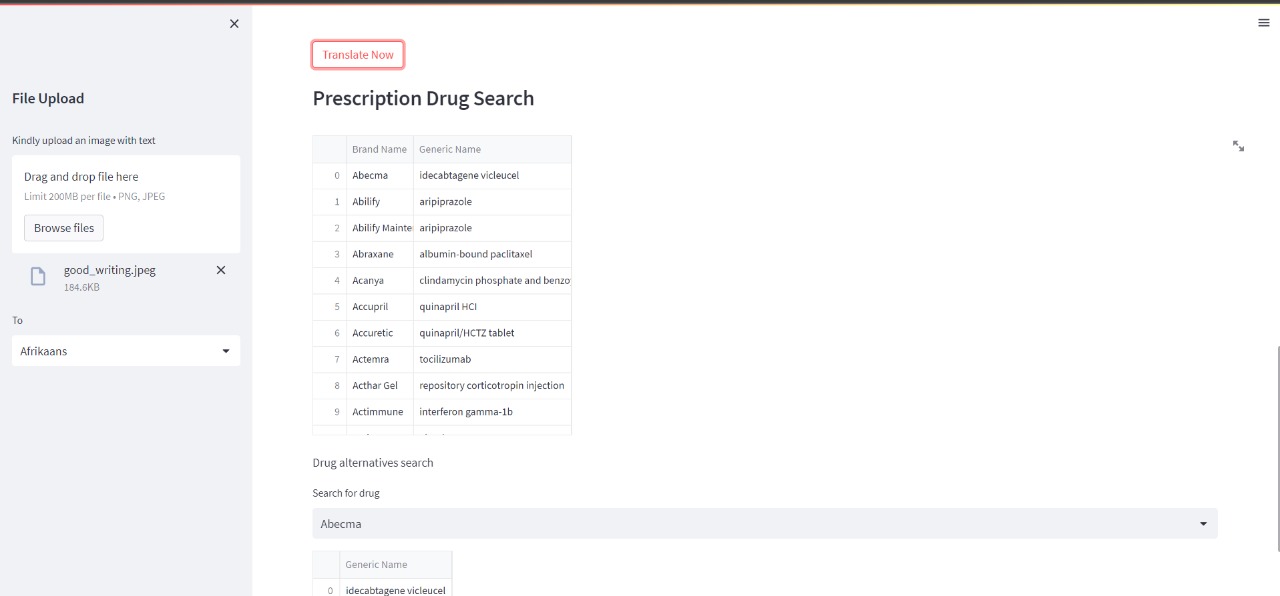 File Upload
Kindly upload an image with text
Drag and drop file here
Limit 200MB per file • PNG, JPEG
Browse files
good_writing.jpeg
184.6KB
To
Afrikaans
Translate Now
Prescription Drug Search
Brand Name Generic Name
0 Abecma idecabtagene vicleucel
1 Abilify aripiprazole
2 Abilify Mainte aripiprazole
3 Abraxane albumin-bound paclitaxel
4 Acanya clindamycin phosphate and benzo
5 Accupril quinapril HCI
6 Accuretic quinapril/HCTZ tablet
7 Actemra tocilizumab
8 Acthar Gel repository corticotropin injection
9 Actimmune interferon gamma-1b
Drug alternatives search
Search for drug
Abecma
Generic Name
0 idecabtagene vicleucel